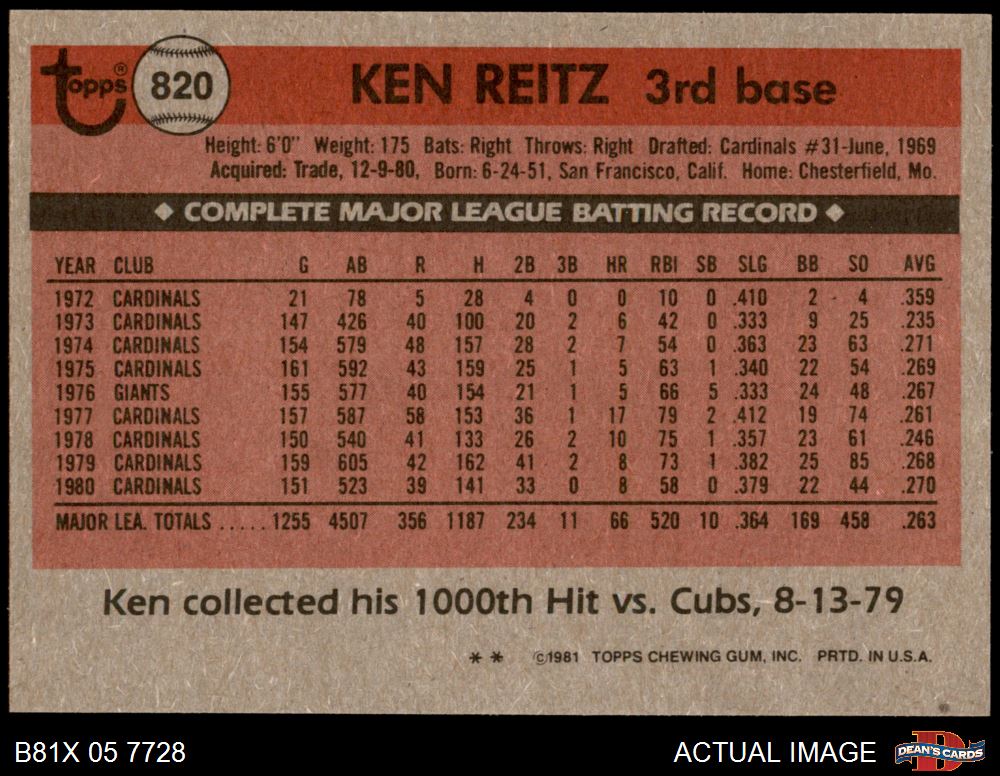 Topps® 820 KEN REITZ 3rd base
Height: 6'0" Weight: 175 Bats: Right Throws: Right Drafted: Cardinals #31-June, 1969
Acquired: Trade, 12-9-80, Born: 6-24-51, San Francisco, Calif. Home: Chesterfield, Mo.
◆ COMPLETE MAJOR LEAGUE BATTING RECORD ◆
YEAR CLUB G AB R H 2B 3B HR RBI SB SLG BB SO AVG
1972 CARDINALS 21 78 5 28 4 0 0 10 0 .410 2 4 .359
1973 CARDINALS 147 426 40 100 20 2 6 42 0 .333 9 25 .235
1974 CARDINALS 154 579 48 157 28 2 7 54 0 .363 23 63 .271
1975 CARDINALS 161 592 43 159 25 1 5 63 1 .340 22 54 .269
1976 GIANTS 155 577 40 154 21 1 5 66 5 .333 24 48 .267
1977 CARDINALS 157 587 58 153 36 1 17 79 2 .412 19 74 .261
1978 CARDINALS 150 540 41 133 26 2 10 75 1 .357 23 61 .246
1979 CARDINALS 159 605 42 162 41 2 8 73 1 .382 25 85 .268
1980 CARDINALS 151 523 39 141 33 0 8 58 0 .379 22 44 .270
MAJOR LEA. TOTALS .....1255 4507 356 1187 234 11 66 520 10 .364 169 458 .263
Ken collected his 1000th Hit vs. Cubs, 8-13-79
* * ©1981 TOPPS CHEWING GUM, INC. PRTD. IN U.S.A.
B81X 05 7728 ACTUAL IMAGE DEAN'S CARDS